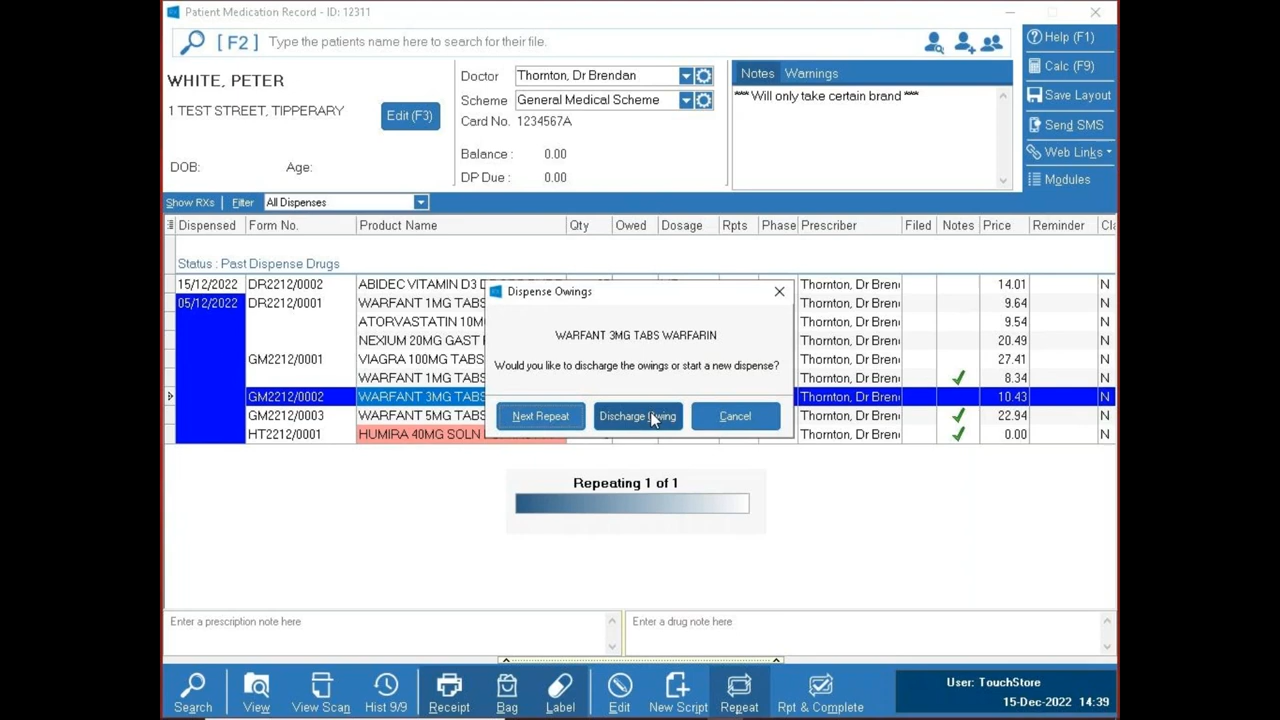 Patient Medication Record - ID: 12311
[ F2 ] Type the patients name here to search for their file.
Help (F1)
Calc (F9)
Save Layout
Send SMS
Web Links
Modules
WHITE, PETER
1 TEST STREET, TIPPERARY
Edit (F3)
DOB: Age:
Doctor Thornton, Dr Brendan
Scheme General Medical Scheme
Card No. 1234567A
Balance : 0.00
DP Due : 0.00
Notes Warnings
*** Will only take certain brand ***
Show RXs Filter All Dispenses
Dispensed Form No. Product Name Qty Owed Dosage Rpts Phase Prescriber Filed Notes Price Reminder Cla
Status : Past Dispense Drugs
15/12/2022 DR2212/0002 ABIDEC VITAMIN D3 Thornton, Dr Bren 14.01 N
05/12/2022 DR2212/0001 WARFANT 1MG TABS Thornton, Dr Bren 9.64 N
ATORVASTATIN 10M Thornton, Dr Bren 9.54 N
NEXIUM 20MG GAST Thornton, Dr Bren 20.49 N
GM2212/0001 VIAGRA 100MG TABS Thornton, Dr Bren 27.41 N
WARFANT 1MG TABS Thornton, Dr Bren 8.34 N
GM2212/0002 WARFANT 3MG TABS Thornton, Dr Bren 10.43 N
GM2212/0003 WARFANT 5MG TABS Thornton, Dr Bren 22.94 N
HT2212/0001 HUMIRA 40MG SOLN Thornton, Dr Bren 0.00 N
Dispense Owings
WARFANT 3MG TABS WARFARIN
Would you like to discharge the owings or start a new dispense?
Next Repeat Discharge Owing Cancel
Repeating 1 of 1
Enter a prescription note here
Enter a drug note here
Search View View Scan Hist 9/9 Receipt Bag Label Edit New Script Repeat Rpt & Complete
User: TouchStore
15-Dec-2022 14:39